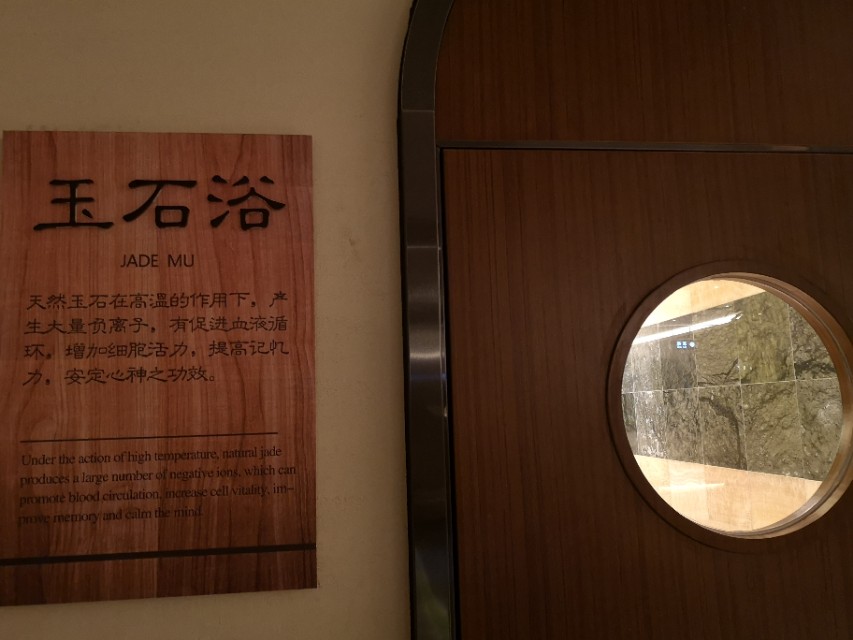 玉石浴
JADE MU
天然玉石在高温的作用下，产
生大量负离子，有促进血液循
环，增加细胞活力，提高记忆
力，安定心神之功效。
Under the action of high temperature, natural jade
produces a large number of negative ions, which can
promote blood circulation, increase cell vitality, im-
prove memory and calm the mind.